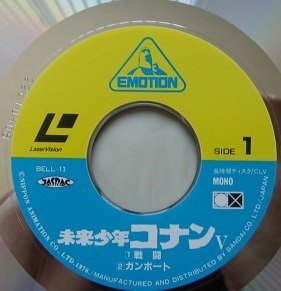 EMOTION
LaserVision
SIDE 1
BELL-13
JASRAC
長時間ディスク/CLV
MONO
未来少年コナン V
1 戦闘
2 ガンボート
©NIPPON ANIMATION CO., LTD. 1978/MANUFACTURED AND DISTRIBUTED BY BANDAI CO. LTD./JAPAN